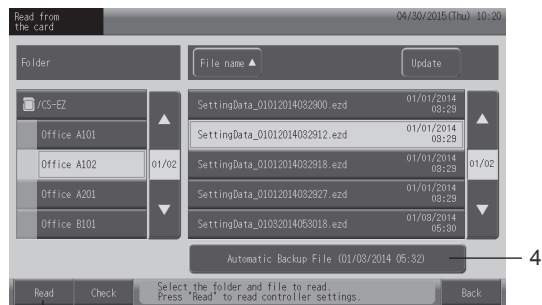 Read from
the card
04/30/2015(Thu) 10:20
Folder
File name ▲
Update
/CS-EZ
Office A101
Office A102
Office A201
Office B101
▲
01/02
▼
SettingData_01012014032900.ezd
01/01/2014
03:29
SettingData_01012014032912.ezd
01/01/2014
03:29
SettingData_01012014032918.ezd
01/01/2014
03:29
SettingData_01012014032927.ezd
01/01/2014
03:29
SettingData_01032014053018.ezd
01/03/2014
05:30
▲
01/02
▼
Automatic Backup File (01/03/2014 05:32)
4
Read
Check
Select the folder and file to read.
Press "Read" to read controller settings.
Back